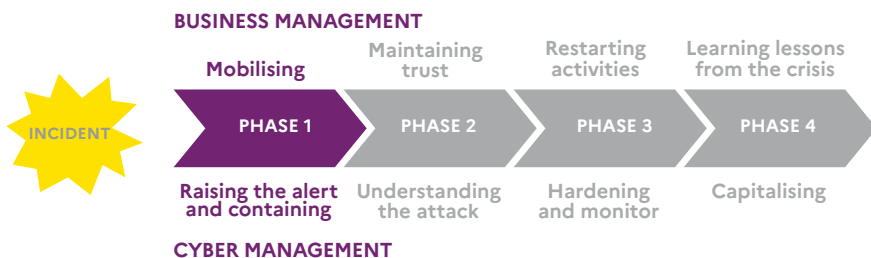 BUSINESS MANAGEMENT
Mobilising
Maintaining
trust
Restarting
activities
Learning lessons
from the crisis
INCIDENT
PHASE 1
PHASE 2
PHASE 3
PHASE 4
Raising the alert
and containing
Understanding
the attack
Hardening
and monitor
Capitalising
CYBER MANAGEMENT